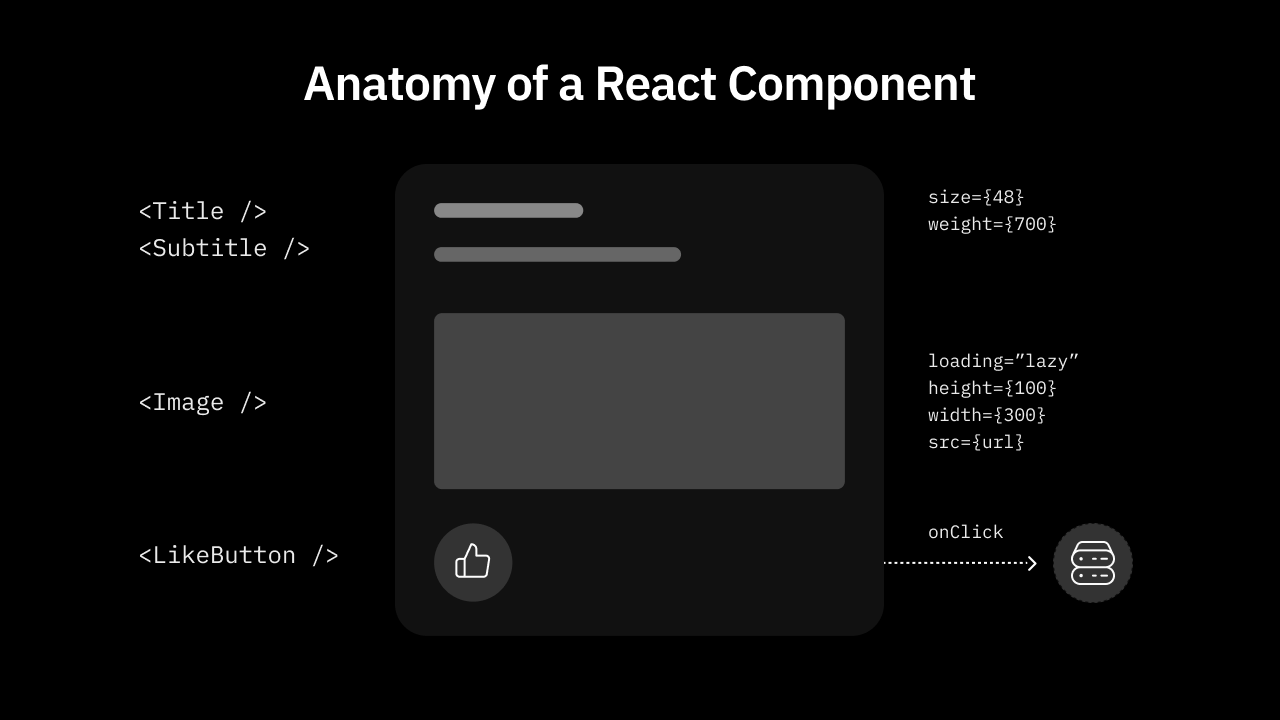 Anatomy of a React Component
<Title />
<Subtitle />
size={48}
weight={700}
<Image />
loading=”lazy”
height={100}
width={300}
src={url}
<LikeButton />
onClick